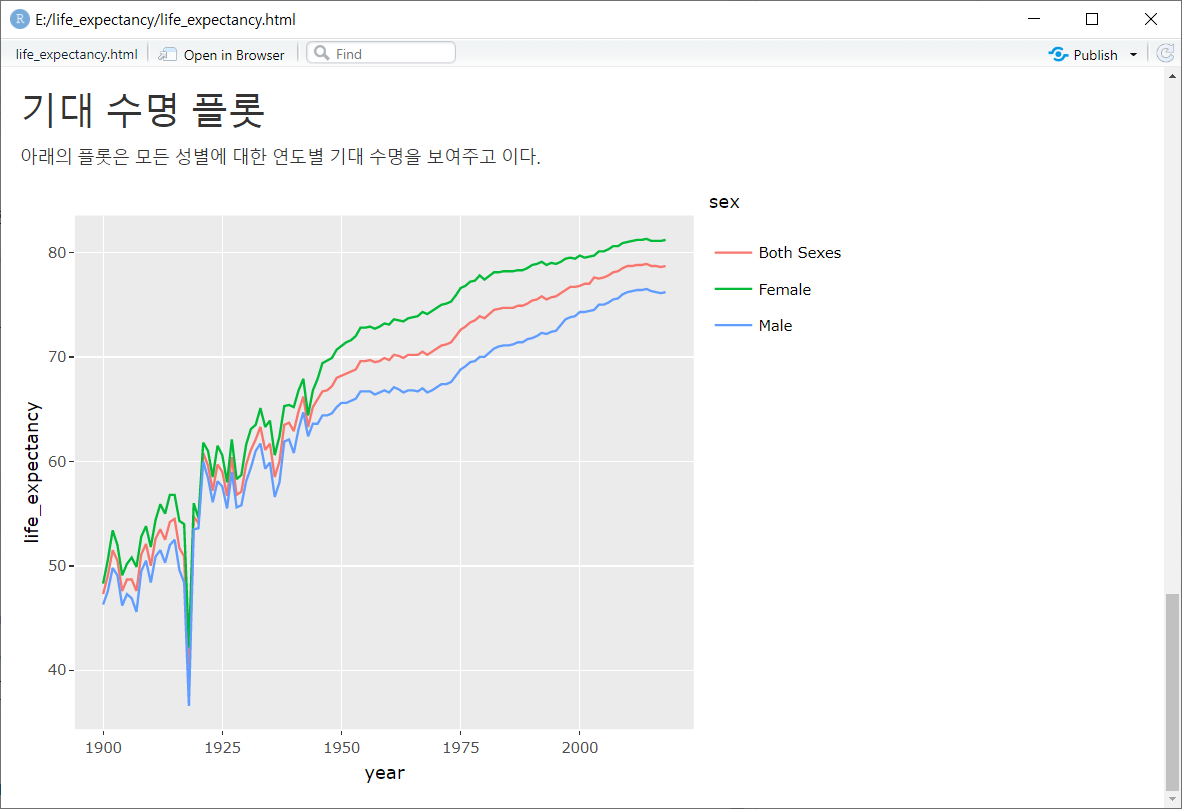 E:/life_expectancy/life_expectancy.html
life_expectancy.html Open in Browser Find Publish
기대 수명 플롯
아래의 플롯은 모든 성별에 대한 연도별 기대 수명을 보여주고 이다.
sex
Both Sexes
Female
Male
80
70
60
50
40
life_expectancy
1900 1925 1950 1975 2000
year